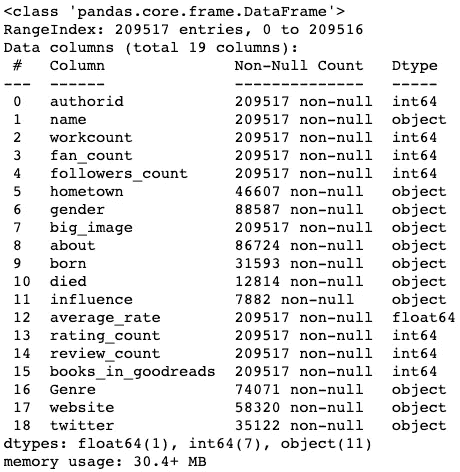 <class 'pandas.core.frame.DataFrame'>
RangeIndex: 209517 entries, 0 to 209516
Data columns (total 19 columns):
 #   Column              Non-Null Count   Dtype
---  ------              --------------   -----
 0   authorid            209517 non-null  int64
 1   name                209517 non-null  object
 2   workcount           209517 non-null  int64
 3   fan_count           209517 non-null  int64
 4   followers_count     209517 non-null  int64
 5   hometown            46607 non-null   object
 6   gender              88587 non-null   object
 7   big_image           209517 non-null  object
 8   about               86724 non-null   object
 9   born                31593 non-null   object
 10  died                12814 non-null   object
 11  influence           7882 non-null    object
 12  average_rate        209517 non-null  float64
 13  rating_count        209517 non-null  int64
 14  review_count        209517 non-null  int64
 15  books_in_goodreads  209517 non-null  int64
 16  Genre               74071 non-null   object
 17  website             58320 non-null   object
 18  twitter             35122 non-null   object
dtypes: float64(1), int64(7), object(11)
memory usage: 30.4+ MB